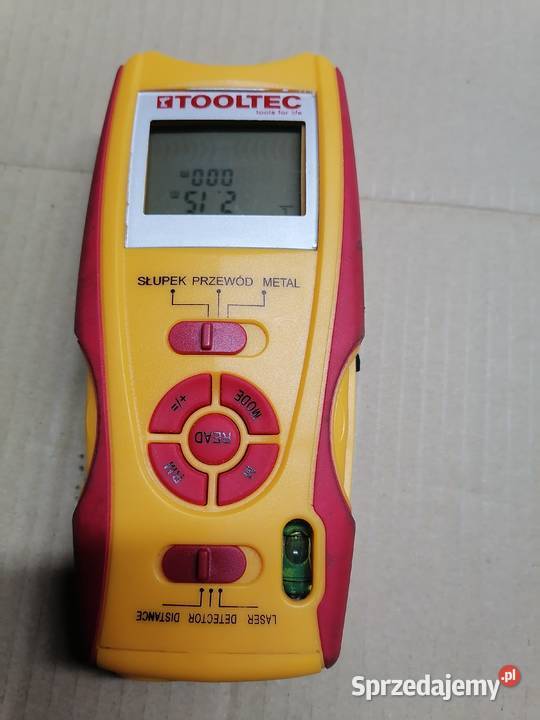 TOOLTEC
tools for life
000
2.15
SŁUPEK PRZEWÓD METAL
+/=
MODE
READ
M
LASER DETECTOR DISTANCE
Sprzedajemy.pl